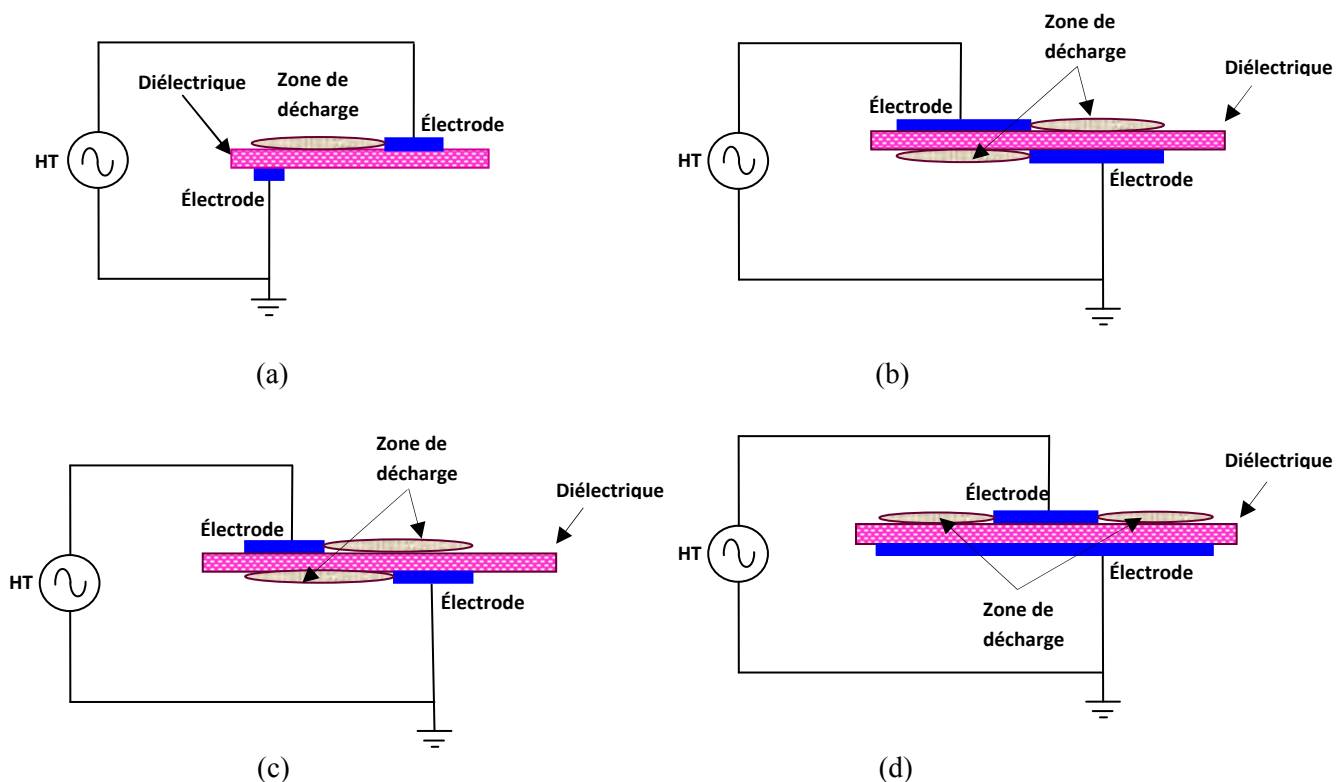 Diélectrique
Zone de
décharge
Électrode
HT
Électrode
(a)
Zone de
décharge
Diélectrique
Électrode
HT
Électrode
(b)
Zone de
décharge
Diélectrique
Électrode
HT
Électrode
(c)
Diélectrique
Électrode
HT
Électrode
Zone de
décharge
(d)